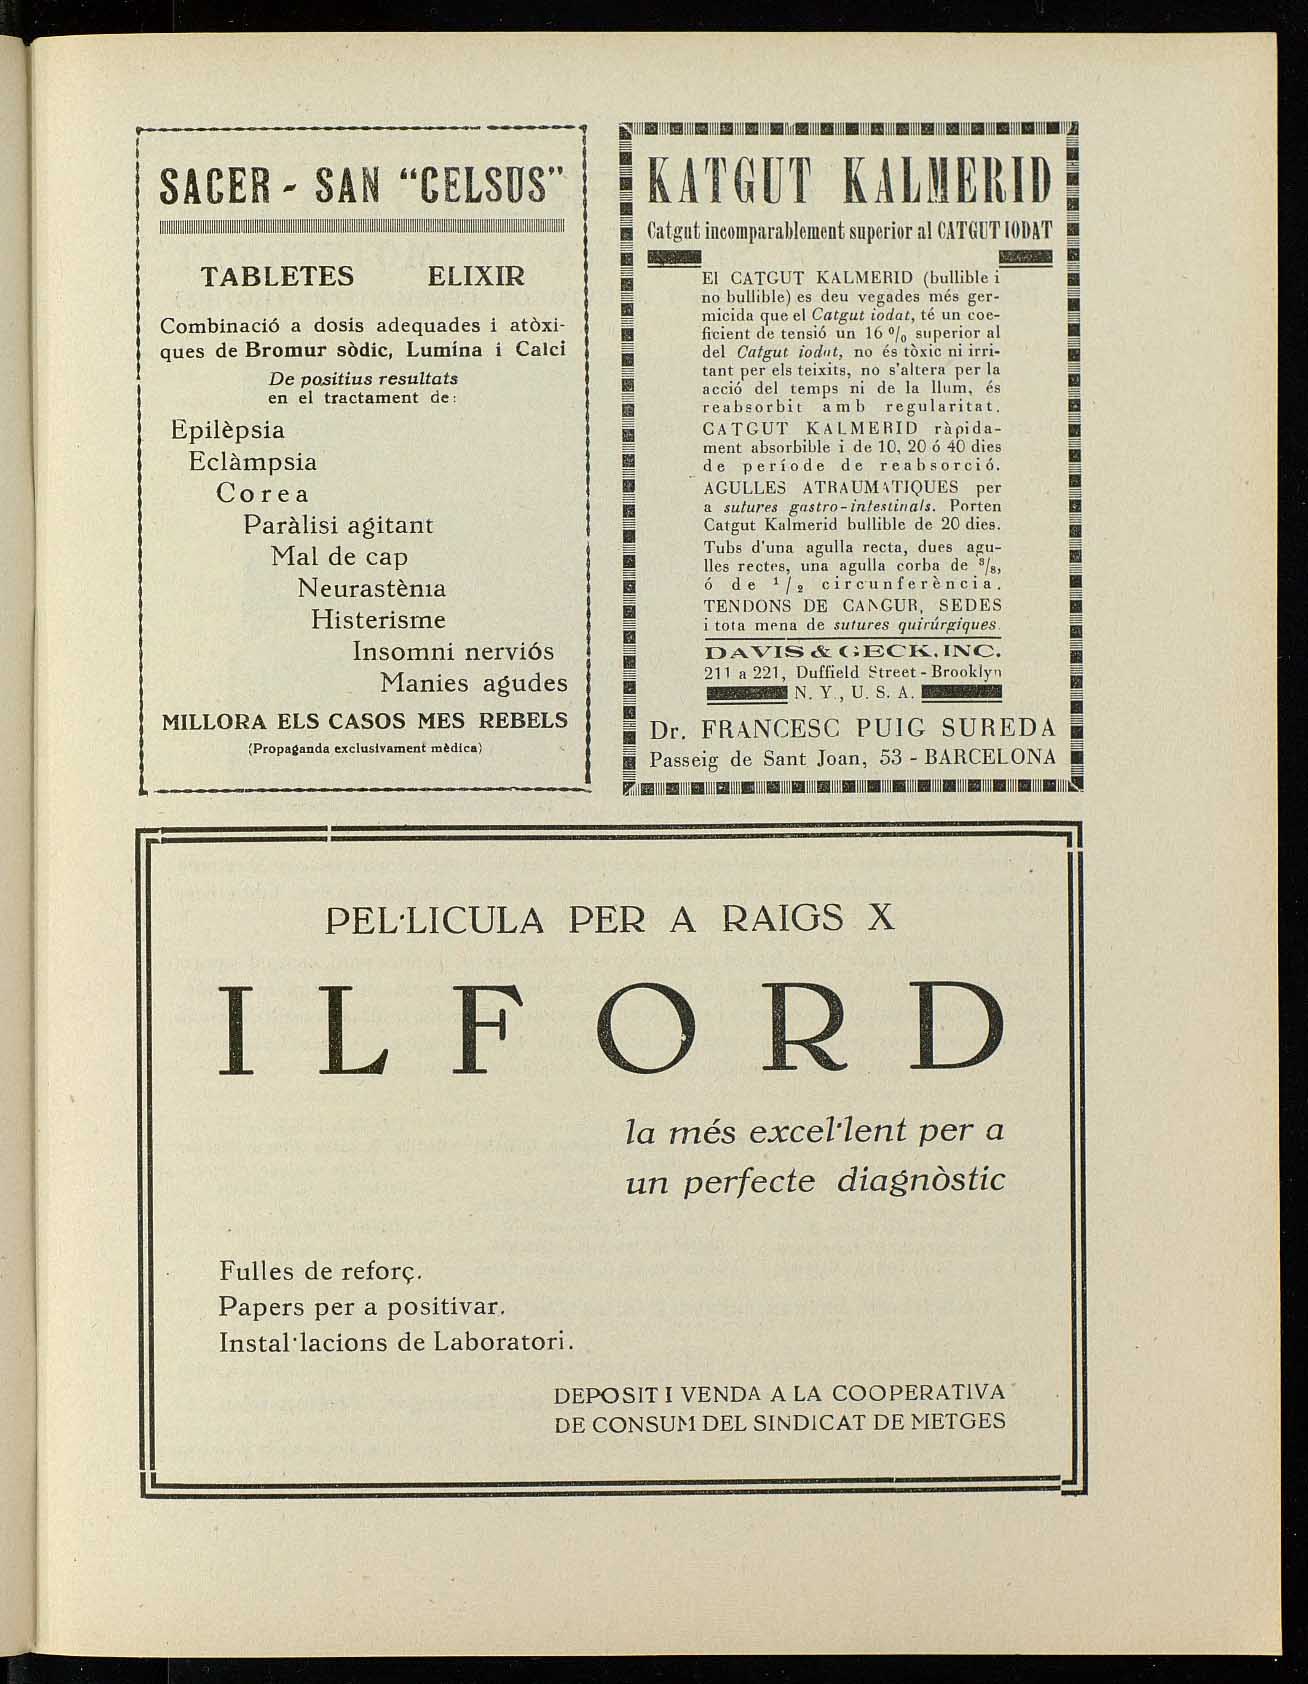 SACER - SAN "CELSUS"
TABLETES ELIXIR
Combinació a dosis adequades i atòxi-
ques de Bromur sòdic, Lumina i Calci
De positius resultats
en el tractament de:
Epilèpsia
Eclàmpsia
Corea
Paràlisi agitant
Mal de cap
Neurastènia
Histerisme
Insomni nerviós
Manies agudes
MILLORA ELS CASOS MES REBELS
(Propaganda exclusivament mèdica)
KATGUT KALMERID
Catgut incomparablement superior al CATGUT IODAT
El CATGUT KALMERID (bullible i
no bullible) es deu vegades més ger-
micida que el Catgut iodat, té un coe-
ficient de tensió un 16 % superior al
del Catgut iodat, no és tòxic ni irri-
tant per els teixits, no s'altera per la
acció del temps ni de la llum, és
reabsorbit amb regularitat.
CATGUT KALMERID ràpida-
ment absorbible i de 10, 20 ó 40 dies
de període de reabsorció.
AGULLES ATRAUMATIQUES per
a sutures gastro-intestinals. Porten
Catgut Kalmerid bullible de 20 dies.
Tubs d'una agulla recta, dues agu-
lles rectes, una agulla corba de 3/8,
ó de 1/2 circunferència.
TENDONS DE CANGUR, SEDES
i tota mena de sutures quirúrgiques.
DAVIS & GECK, INC.
211 a 221, Duffield Street - Brooklyn
N. Y., U. S. A.
Dr. FRANCESC PUIG SUREDA
Passeig de Sant Joan, 53 - BARCELONA
PEL·LICULA PER A RAIGS X
ILFORD
la més excel·lent per a
un perfecte diagnòstic
Fulles de reforç.
Papers per a positivar.
Instal·lacions de Laboratori.
DEPOSIT I VENDA A LA COOPERATIVA
DE CONSUM DEL SINDICAT DE METGES